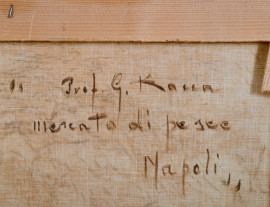 " Prof. G. Kassa
mercato di pesce
Napoli "